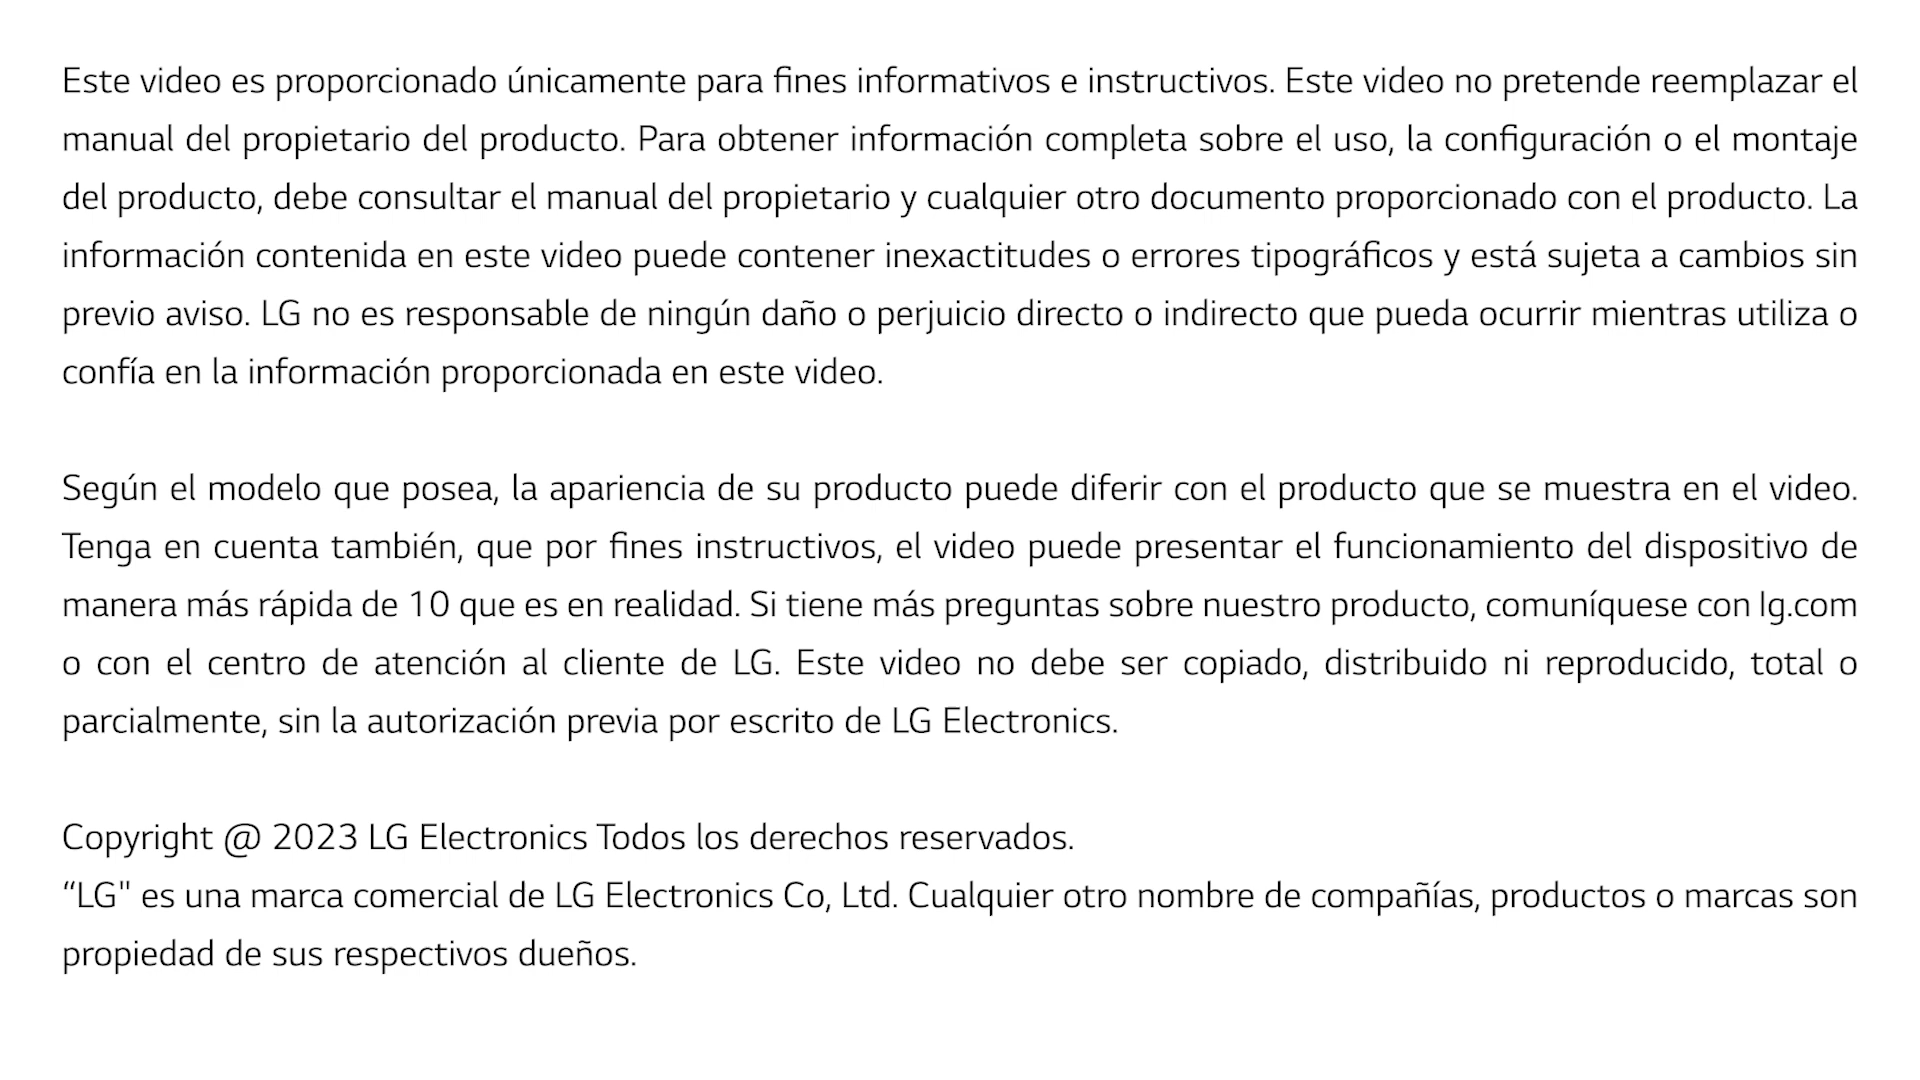 Este video es proporcionado únicamente para fines informativos e instructivos. Este video no pretende reemplazar el
manual del propietario del producto. Para obtener información completa sobre el uso, la configuración o el montaje
del producto, debe consultar el manual del propietario y cualquier otro documento proporcionado con el producto. La
información contenida en este video puede contener inexactitudes o errores tipográficos y está sujeta a cambios sin
previo aviso. LG no es responsable de ningún daño o perjuicio directo o indirecto que pueda ocurrir mientras utiliza o
confía en la información proporcionada en este video.
Según el modelo que posea, la apariencia de su producto puede diferir con el producto que se muestra en el video.
Tenga en cuenta también, que por fines instructivos, el video puede presentar el funcionamiento del dispositivo de
manera más rápida de 10 que es en realidad. Si tiene más preguntas sobre nuestro producto, comuníquese con lg.com
o con el centro de atención al cliente de LG. Este video no debe ser copiado, distribuido ni reproducido, total o
parcialmente, sin la autorización previa por escrito de LG Electronics.
Copyright @ 2023 LG Electronics Todos los derechos reservados.
“LG" es una marca comercial de LG Electronics Co, Ltd. Cualquier otro nombre de compañías, productos o marcas son
propiedad de sus respectivos dueños.